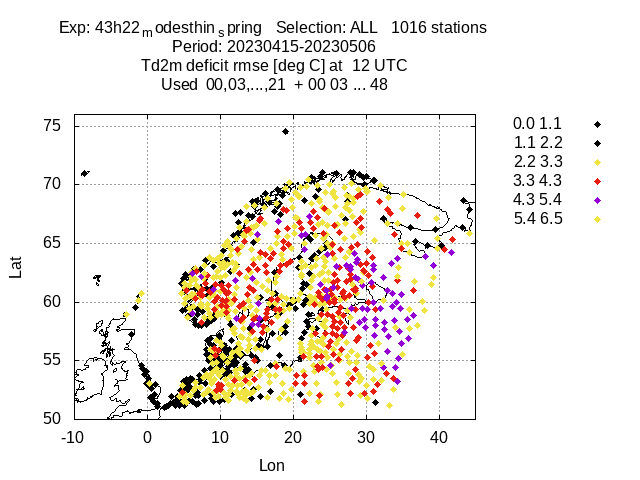 Exp: 43h22modesthinspring   Selection: ALL   1016 stations
Period: 20230415-20230506
Td2m deficit rmse [deg C] at  12 UTC
Used  00,03,...,21  + 00 03 ... 48
75
70
65
60
55
50
-10 0 10 20 30 40
Lat
Lon
0.0 1.1
1.1 2.2
2.2 3.3
3.3 4.3
4.3 5.4
5.4 6.5